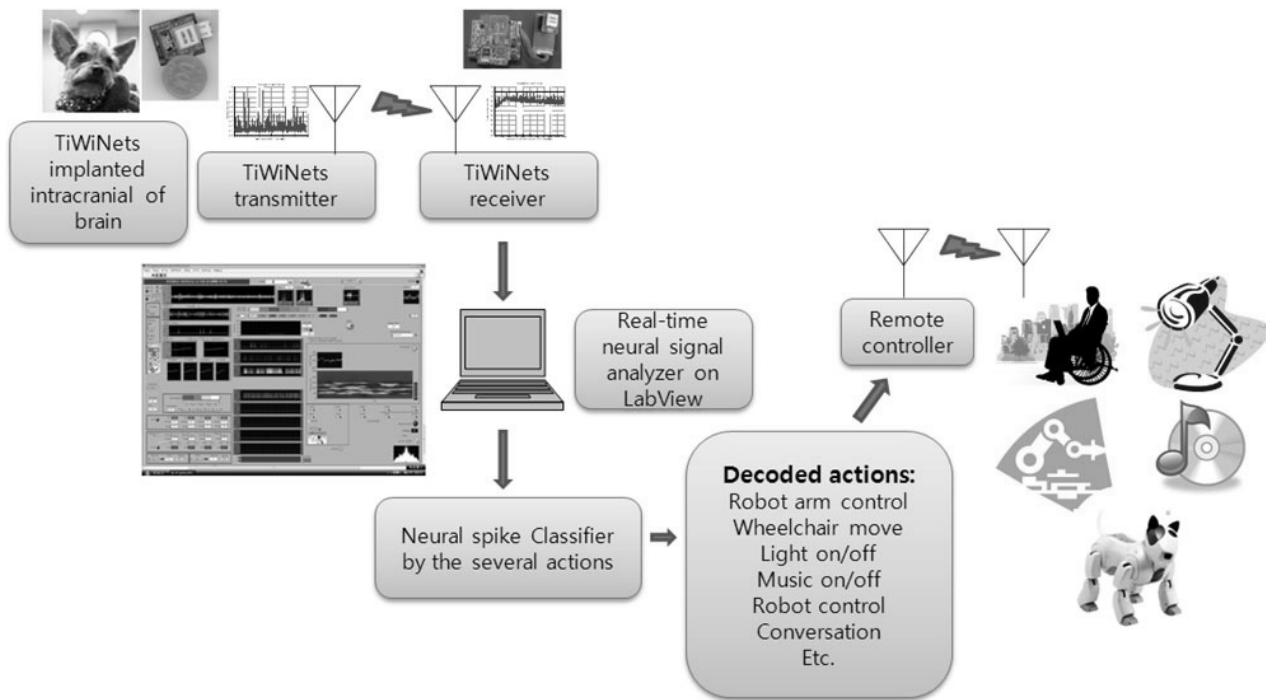 TiWiNets
implanted
intracranial of
brain
TiWiNets
transmitter
TiWiNets
receiver
Real-time
neural signal
analyzer on
LabView
Remote
controller
Neural spike Classifier
by the several actions
Decoded actions:
Robot arm control
Wheelchair move
Light on/off
Music on/off
Robot control
Conversation
Etc.